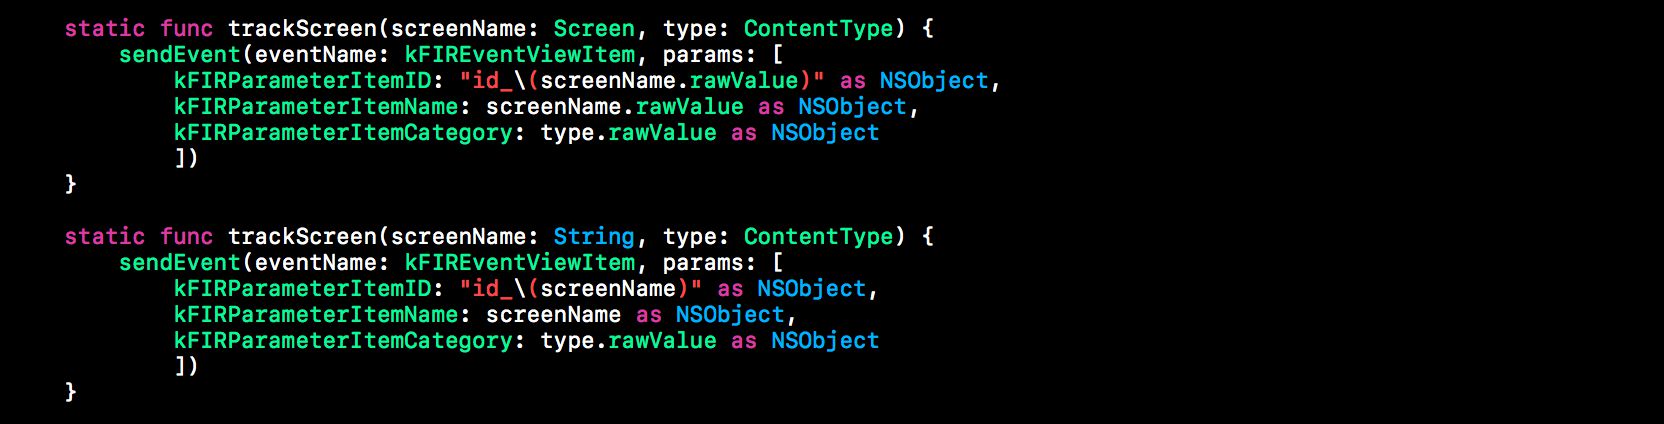 static func trackScreen(screenName: Screen, type: ContentType) {
    sendEvent(eventName: kFIREventViewItem, params: [
        kFIRParameterItemID: "id_\(screenName.rawValue)" as NSObject,
        kFIRParameterItemName: screenName.rawValue as NSObject,
        kFIRParameterItemCategory: type.rawValue as NSObject
        ])
}

static func trackScreen(screenName: String, type: ContentType) {
    sendEvent(eventName: kFIREventViewItem, params: [
        kFIRParameterItemID: "id_\(screenName)" as NSObject,
        kFIRParameterItemName: screenName as NSObject,
        kFIRParameterItemCategory: type.rawValue as NSObject
        ])
}